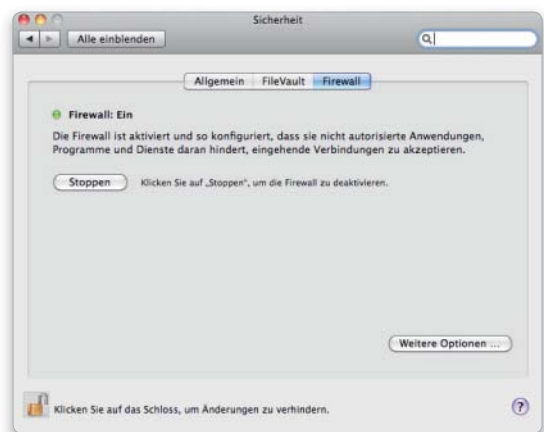 Sicherheit
Alle einblenden
Allgemein FileVault Firewall
Firewall: Ein
Die Firewall ist aktiviert und so konfiguriert, dass sie nicht autorisierte Anwendungen,
Programme und Dienste daran hindert, eingehende Verbindungen zu akzeptieren.
Stoppen Klicken Sie auf „Stoppen“, um die Firewall zu deaktivieren.
Weitere Optionen ...
Klicken Sie auf das Schloss, um Änderungen zu verhindern. ?